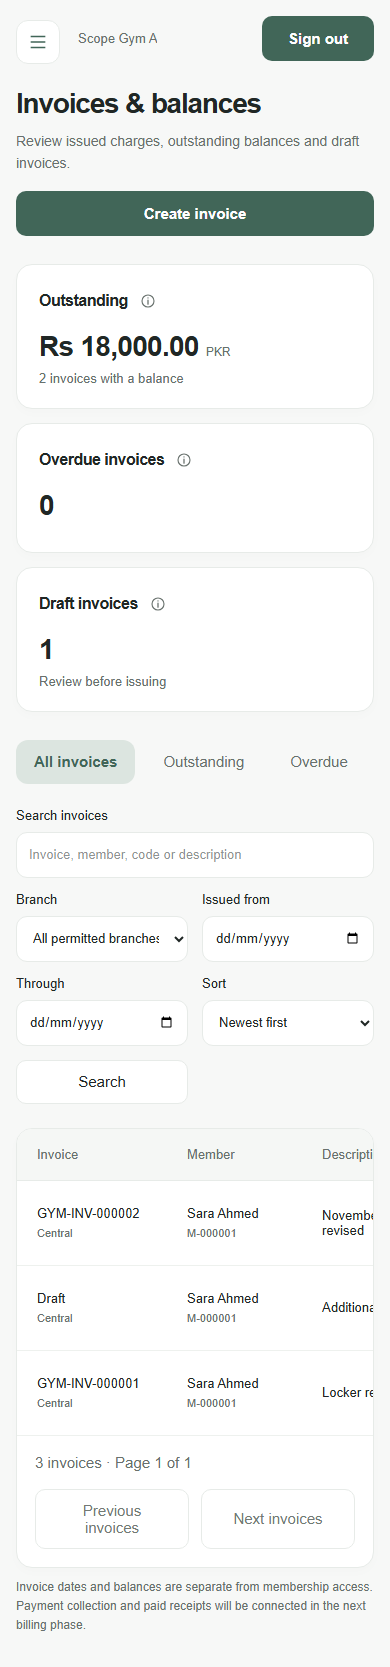 Scope Gym A
Sign out
Invoices & balances
Review issued charges, outstanding balances and draft
invoices.
Create invoice
Outstanding
Rs 18,000.00 PKR
2 invoices with a balance
Overdue invoices
0
Draft invoices
1
Review before issuing
All invoices Outstanding Overdue
Search invoices
Invoice, member, code or description
Branch Issued from
All permitted branches dd/mm/yyyy
Through Sort
dd/mm/yyyy Newest first
Search
Invoice Member Descripti
GYM-INV-000002 Sara Ahmed Novembe
Central M-000001 revised
Draft Sara Ahmed Additiona
Central M-000001
GYM-INV-000001 Sara Ahmed Locker re
Central M-000001
3 invoices · Page 1 of 1
Previous
invoices
Next invoices
Invoice dates and balances are separate from membership access.
Payment collection and paid receipts will be connected in the next
billing phase.